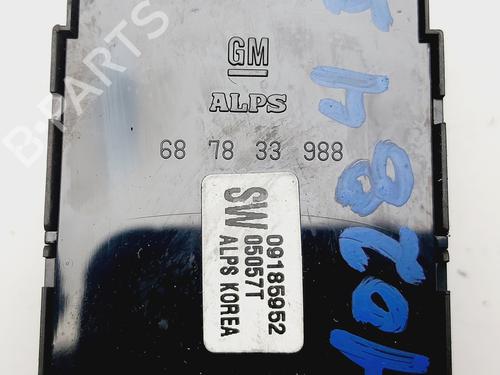 GM
ALPS
68 78 33 988
SW
09185952
05057T
ALPS KOREA
B-PARTS